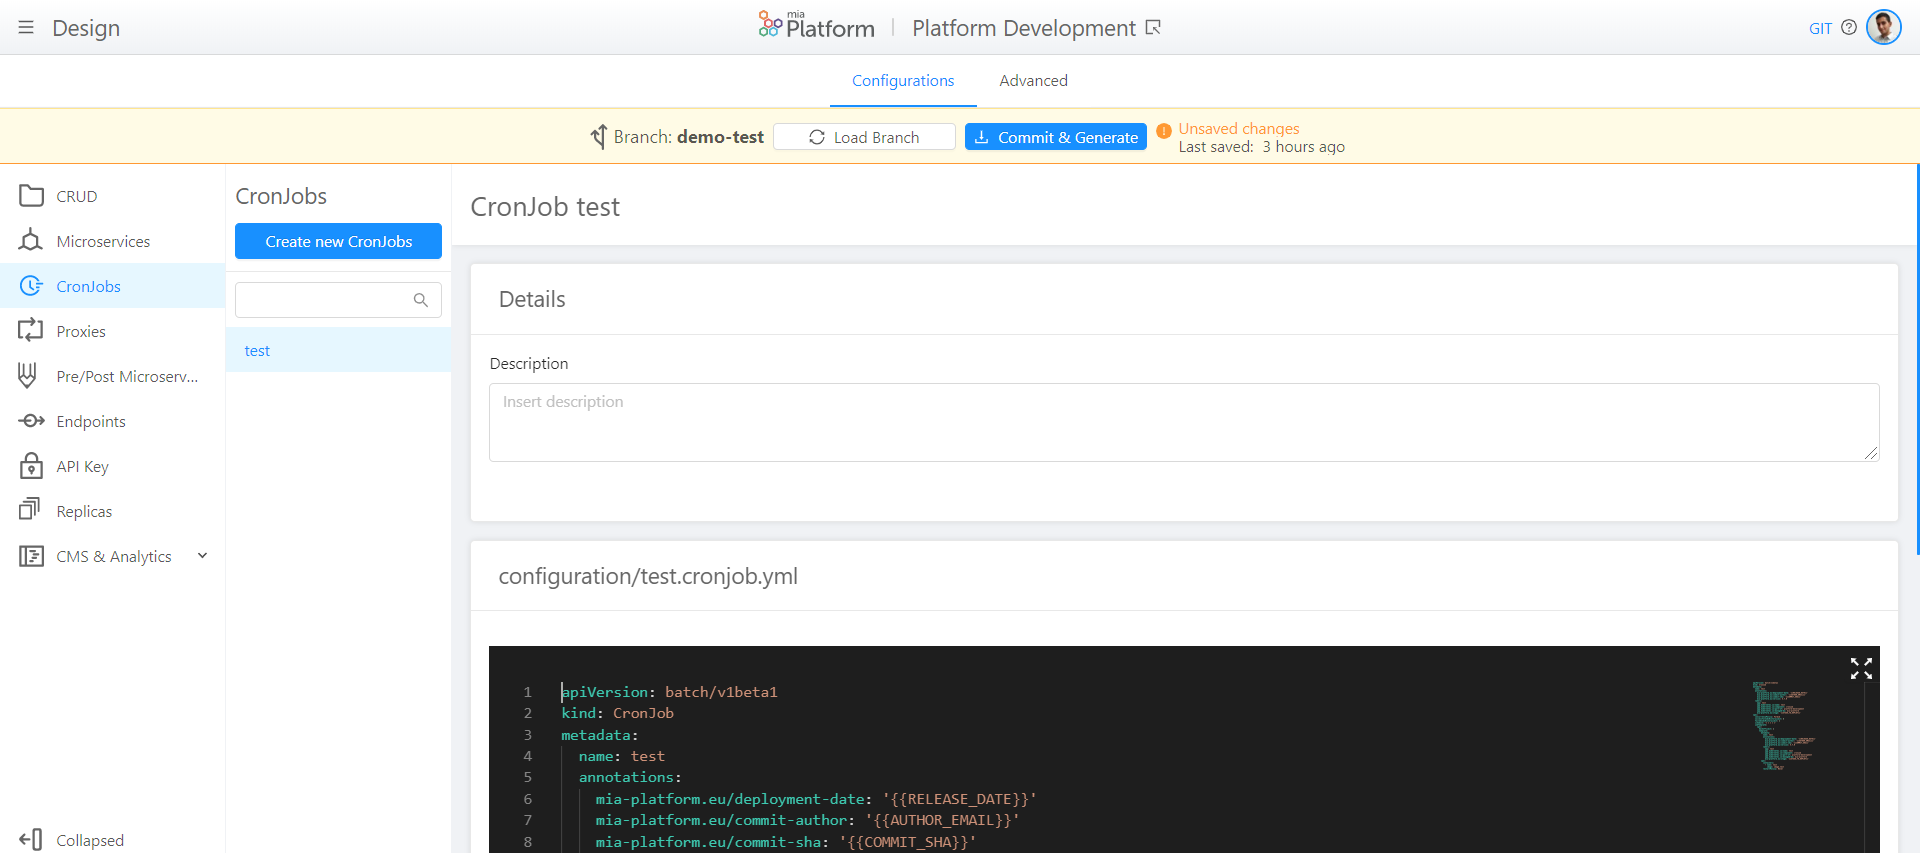 Design
mia
Platform
Platform Development
GIT
Configurations
Advanced
Branch: demo-test
Load Branch
Commit & Generate
Unsaved changes
Last saved: 3 hours ago
CRUD
Microservices
CronJobs
Proxies
Pre/Post Microserv...
Endpoints
API Key
Replicas
CMS & Analytics
Collapsed
CronJobs
Create new CronJobs
test
CronJob test
Details
Description
Insert description
configuration/test.cronjob.yml
1 apiVersion: batch/v1beta1
2 kind: CronJob
3 metadata:
4 name: test
5 annotations:
6 mia-platform.eu/deployment-date: '{{RELEASE_DATE}}'
7 mia-platform.eu/commit-author: '{{AUTHOR_EMAIL}}'
8 mia-platform.eu/commit-sha: '{{COMMIT_SHA}}'